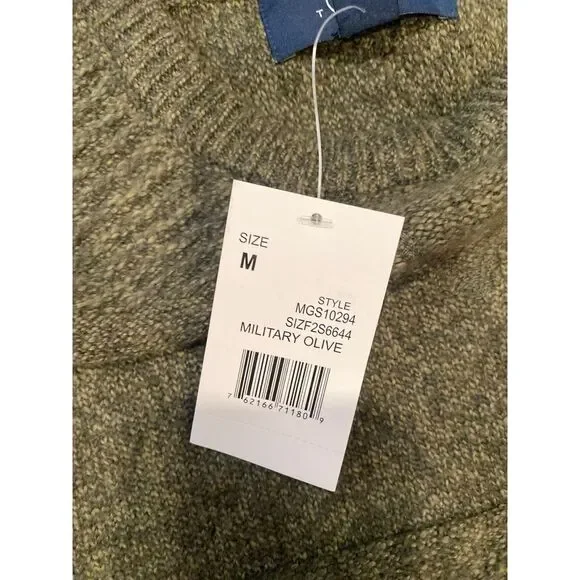 T
SIZE
M
STYLE
MGS10294
SIZF2S6644
MILITARY OLIVE
7 62166 71180 9